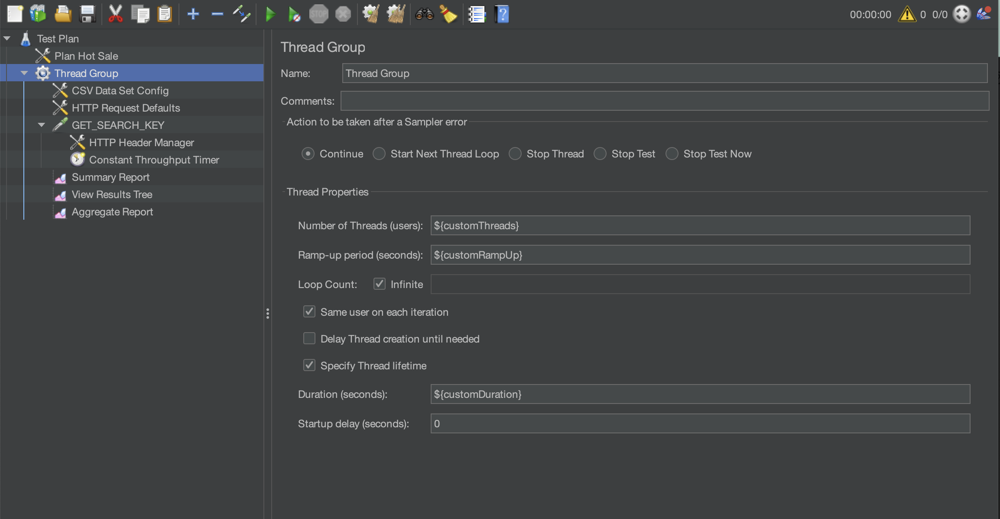 STOP
00:00:00
0
0/0
Test Plan
Plan Hot Sale
Thread Group
CSV Data Set Config
HTTP Request Defaults
GET_SEARCH_KEY
HTTP Header Manager
Constant Throughput Timer
Summary Report
View Results Tree
Aggregate Report
Thread Group
Name: Thread Group
Comments:
Action to be taken after a Sampler error
Continue Start Next Thread Loop Stop Thread Stop Test Stop Test Now
Thread Properties
Number of Threads (users): ${customThreads}
Ramp-up period (seconds): ${customRampUp}
Loop Count: Infinite
Same user on each iteration
Delay Thread creation until needed
Specify Thread lifetime
Duration (seconds): ${customDuration}
Startup delay (seconds): 0